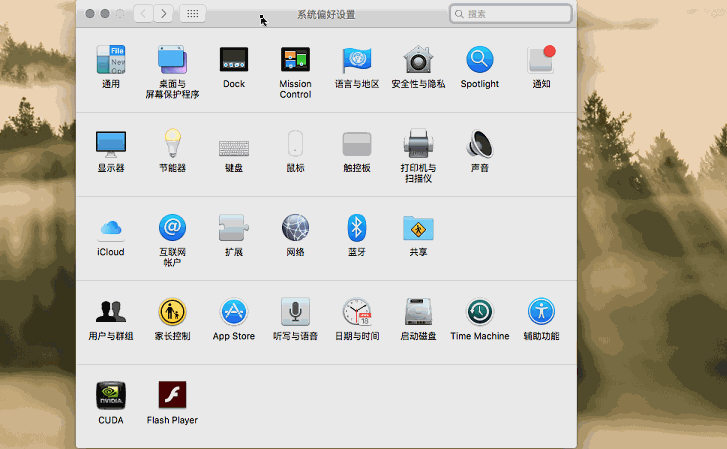 系统偏好设置
搜索
File
New
Ope
通用
桌面与
屏幕保护程序
Dock
Mission
Control
语言与地区
安全性与隐私
Spotlight
通知
显示器
节能器
键盘
鼠标
触控板
打印机与
扫描仪
声音
iCloud
互联网
帐户
扩展
网络
蓝牙
共享
用户与群组
家长控制
App Store
听写与语音
18
日期与时间
启动磁盘
Time Machine
辅助功能
NVIDIA
CUDA
Flash Player